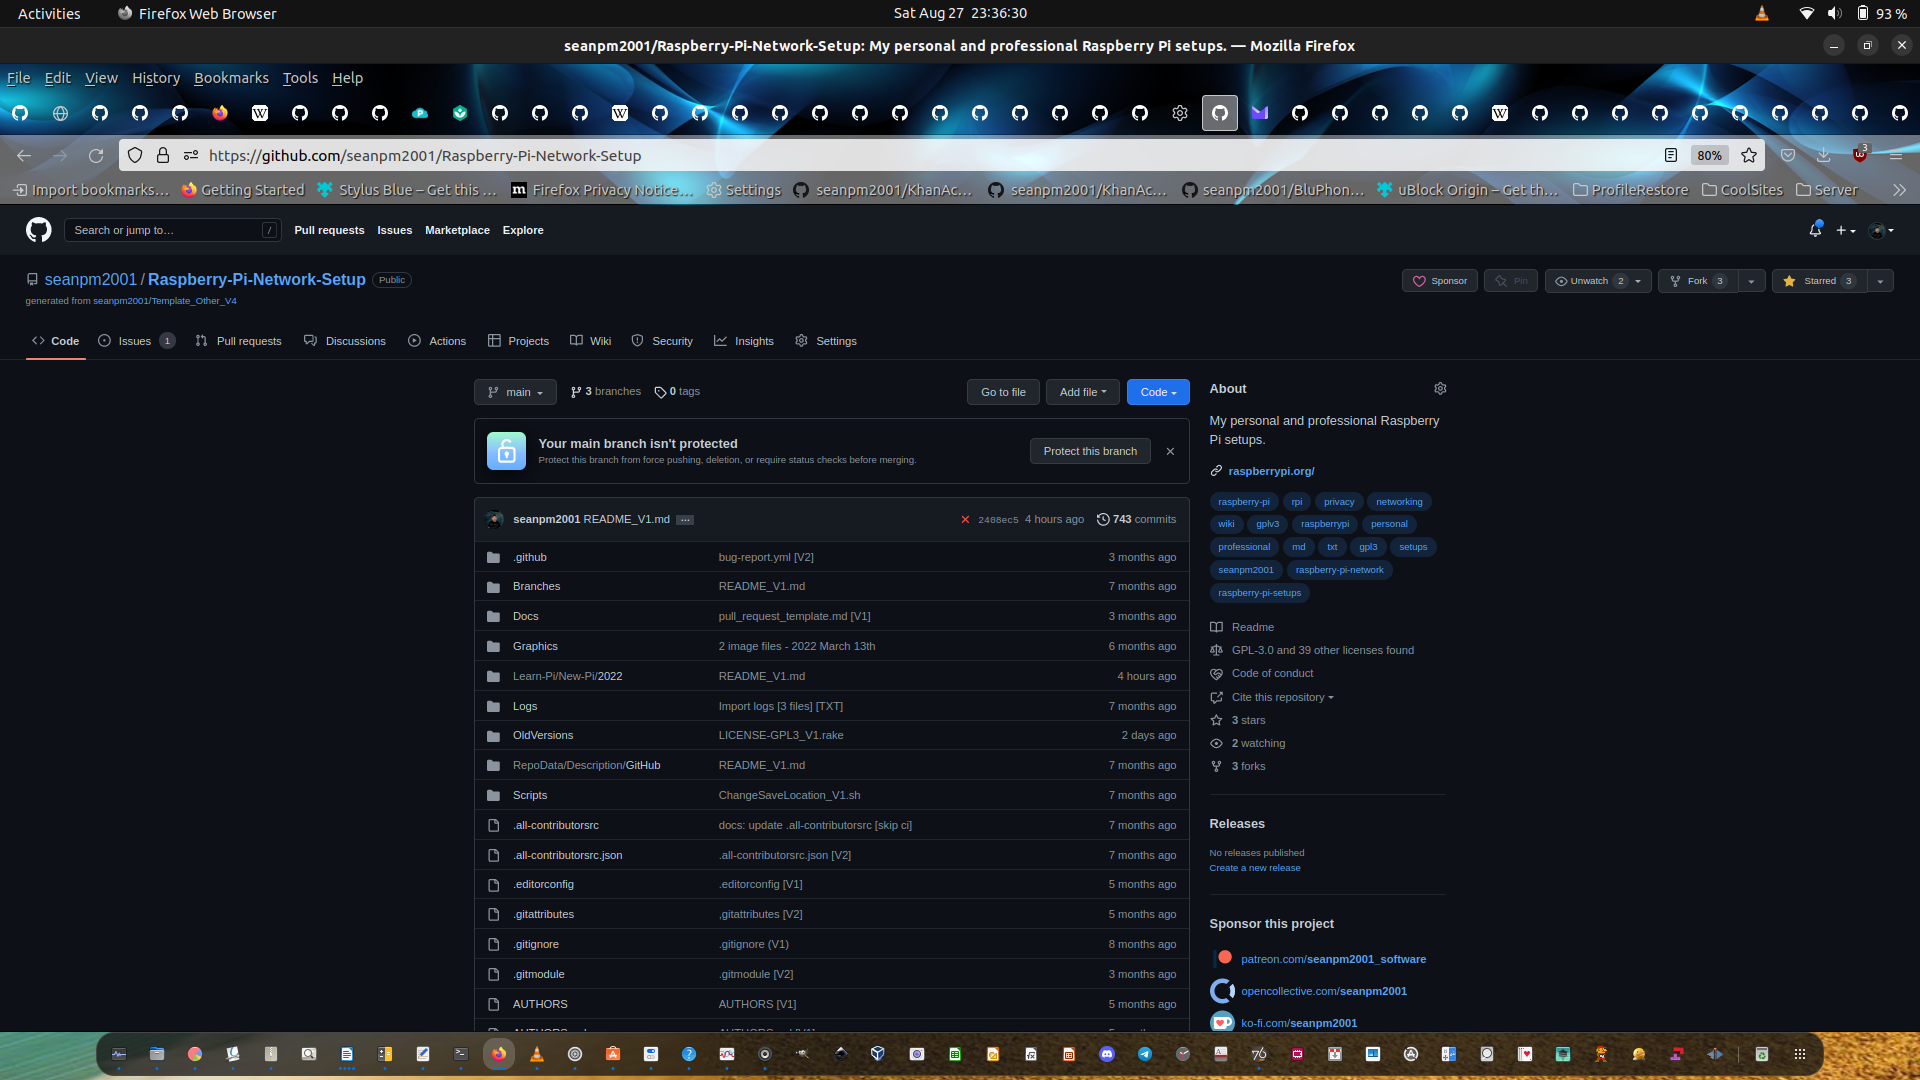 Activities Firefox Web Browser Sat Aug 27 23:36:30 93 %
seanpm2001/Raspberry-Pi-Network-Setup: My personal and professional Raspberry Pi setups. — Mozilla Firefox
File Edit View History Bookmarks Tools Help
https://github.com/seanpm2001/Raspberry-Pi-Network-Setup 80% 3
Import bookmarks... Getting Started Stylus Blue – Get this ... Firefox Privacy Notice... Settings seanpm2001/KhanAc... seanpm2001/KhanAc... seanpm2001/BluPhon... uBlock Origin – Get th... ProfileRestore CoolSites Server
Search or jump to... / Pull requests Issues Marketplace Explore
seanpm2001 / Raspberry-Pi-Network-Setup Public Sponsor Pin Unwatch 2 Fork 3 Starred 3
generated from seanpm2001/Template_Other_V4
Code Issues 1 Pull requests Discussions Actions Projects Wiki Security Insights Settings
main 3 branches 0 tags Go to file Add file Code
Your main branch isn't protected
Protect this branch from force pushing, deletion, or require status checks before merging.
Protect this branch
seanpm2001 README_V1.md ... 2408ec5 4 hours ago 743 commits
.github bug-report.yml [V2] 3 months ago
Branches README_V1.md 7 months ago
Docs pull_request_template.md [V1] 3 months ago
Graphics 2 image files - 2022 March 13th 6 months ago
Learn-Pi/New-Pi/2022 README_V1.md 4 hours ago
Logs Import logs [3 files] [TXT] 7 months ago
OldVersions LICENSE-GPL3_V1.rake 2 days ago
RepoData/Description/GitHub README_V1.md 7 months ago
Scripts ChangeSaveLocation_V1.sh 7 months ago
.all-contributorsrc docs: update .all-contributorsrc [skip ci] 7 months ago
.all-contributorsrc.json .all-contributorsrc.json [V2] 7 months ago
.editorconfig .editorconfig [V1] 5 months ago
.gitattributes ,gitattributes [V2] 5 months ago
.gitignore .gitignore (V1) 8 months ago
.gitmodule .gitmodule [V2] 3 months ago
AUTHORS AUTHORS [V1] 5 months ago
About
My personal and professional Raspberry
Pi setups.
raspberrypi.org/
raspberry-pi rpi privacy networking
wiki gplv3 raspberrypi personal
professional md txt gpl3 setups
seanpm2001 raspberry-pi-network
raspberry-pi-setups
Readme
GPL-3.0 and 39 other licenses found
Code of conduct
Cite this repository
3 stars
2 watching
3 forks
Releases
No releases published
Create a new release
Sponsor this project
patreon.com/seanpm2001_software
opencollective.com/seanpm2001
ko-fi.com/seanpm2001